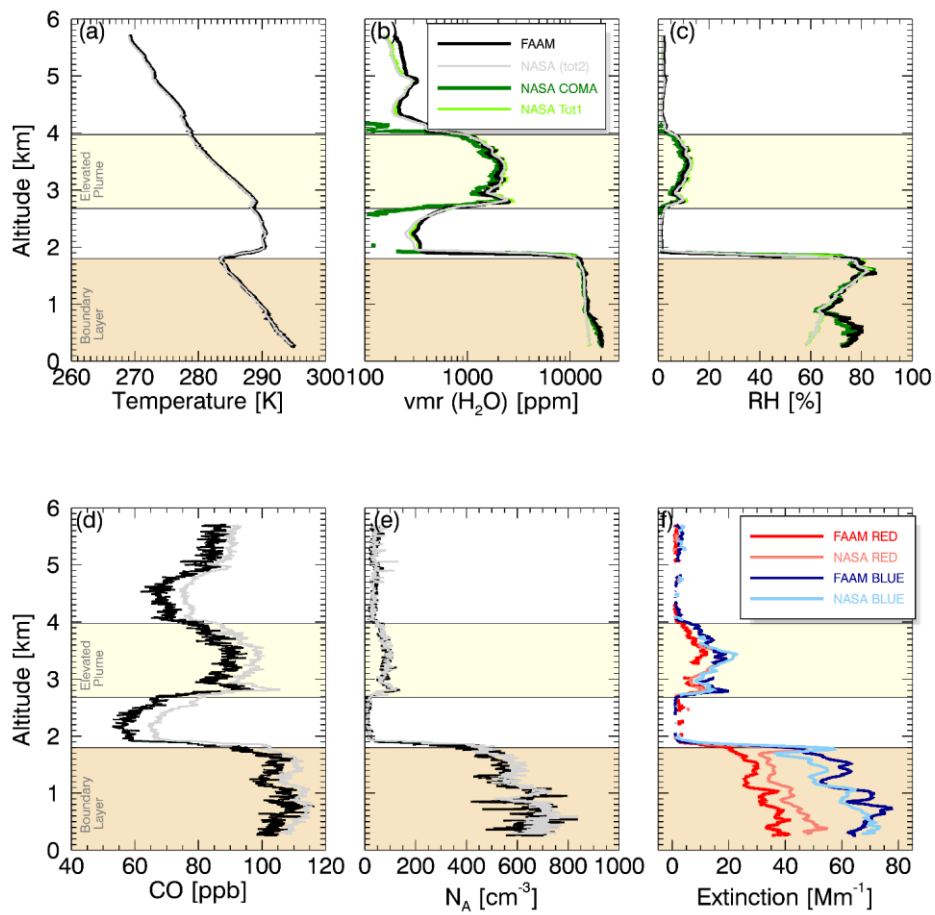 (a)
6
5
4
3
2
1
0
Altitude [km]
Elevated
Plume
Boundary
Layer
260
270
280
290
300
Temperature [K]
(b)
FAAM
NASA (tot2)
NASA COMA
NASA Tot1
100
1000
10000
vmr (H₂O) [ppm]
(c)
0
20
40
60
80
100
RH [%]
(d)
6
5
4
3
2
1
0
Altitude [km]
Elevated
Plume
Boundary
Layer
40
60
80
100
120
CO [ppb]
(e)
0
200
400
600
800
1000
N_A [cm⁻³]
(f)
FAAM RED
NASA RED
FAAM BLUE
NASA BLUE
0
20
40
60
80
Extinction [Mm⁻¹]